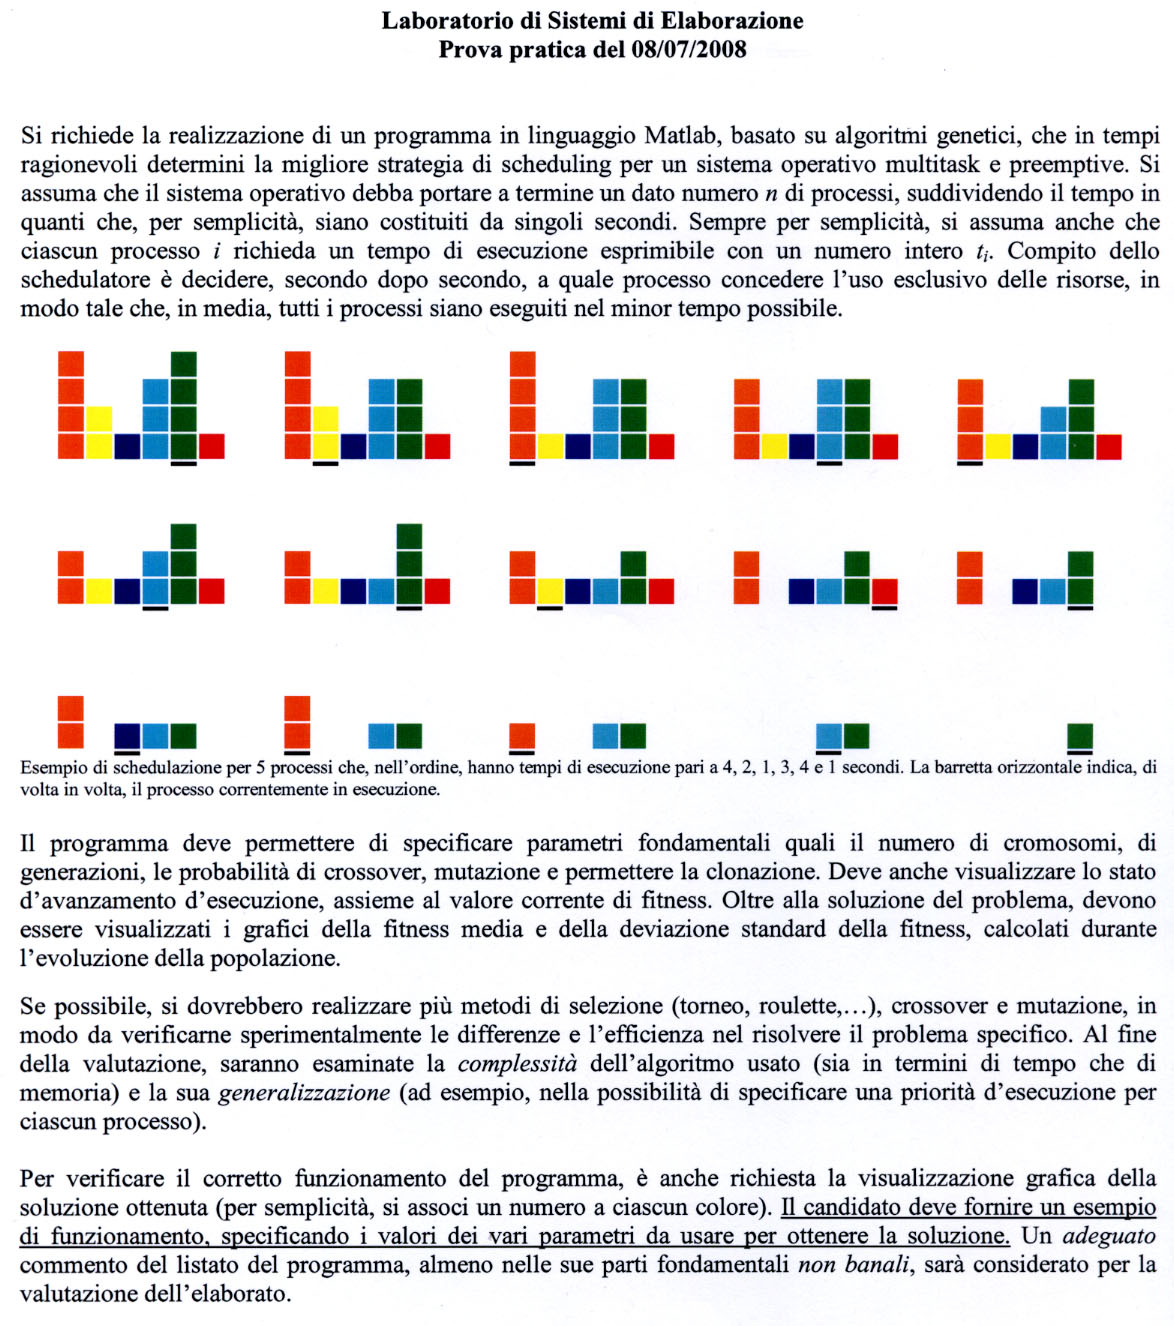 Laboratorio di Sistemi di Elaborazione
Prova pratica del 08/07/2008
Si richiede la realizzazione di un programma in linguaggio Matlab, basato su algoritmi genetici, che in tempi
ragionevoli determini la migliore strategia di scheduling per un sistema operativo multitask e preemptive. Si
assuma che il sistema operativo debba portare a termine un dato numero n di processi, suddividendo il tempo in
quanti che, per semplicità, siano costituiti da singoli secondi. Sempre per semplicità, si assuma anche che
ciascun processo i richieda un tempo di esecuzione esprimibile con un numero intero ti. Compito dello
schedulatore è decidere, secondo dopo secondo, a quale processo concedere l'uso esclusivo delle risorse, in
modo tale che, in media, tutti i processi siano eseguiti nel minor tempo possibile.
Esempio di schedulazione per 5 processi che, nell'ordine, hanno tempi di esecuzione pari a 4, 2, 1, 3, 4 e 1 secondi. La barretta orizzontale indica, di
volta in volta, il processo correntemente in esecuzione.
Il programma deve permettere di specificare parametri fondamentali quali il numero di cromosomi, di
generazioni, le probabilità di crossover, mutazione e permettere la clonazione. Deve anche visualizzare lo stato
d'avanzamento d'esecuzione, assieme al valore corrente di fitness. Oltre alla soluzione del problema, devono
essere visualizzati i grafici della fitness media e della deviazione standard della fitness, calcolati durante
l'evoluzione della popolazione.
Se possibile, si dovrebbero realizzare più metodi di selezione (torneo, roulette,…), crossover e mutazione, in
modo da verificarne sperimentalmente le differenze e l'efficienza nel risolvere il problema specifico. Al fine
della valutazione, saranno esaminate la complessità dell'algoritmo usato (sia in termini di tempo che di
memoria) e la sua generalizzazione (ad esempio, nella possibilità di specificare una priorità d'esecuzione per
ciascun processo).
Per verificare il corretto funzionamento del programma, è anche richiesta la visualizzazione grafica della
soluzione ottenuta (per semplicità, si associ un numero a ciascun colore). Il candidato deve fornire un esempio
di funzionamento, specificando i valori dei vari parametri da usare per ottenere la soluzione. Un adeguato
commento del listato del programma, almeno nelle sue parti fondamentali non banali, sarà considerato per la
valutazione dell'elaborato.